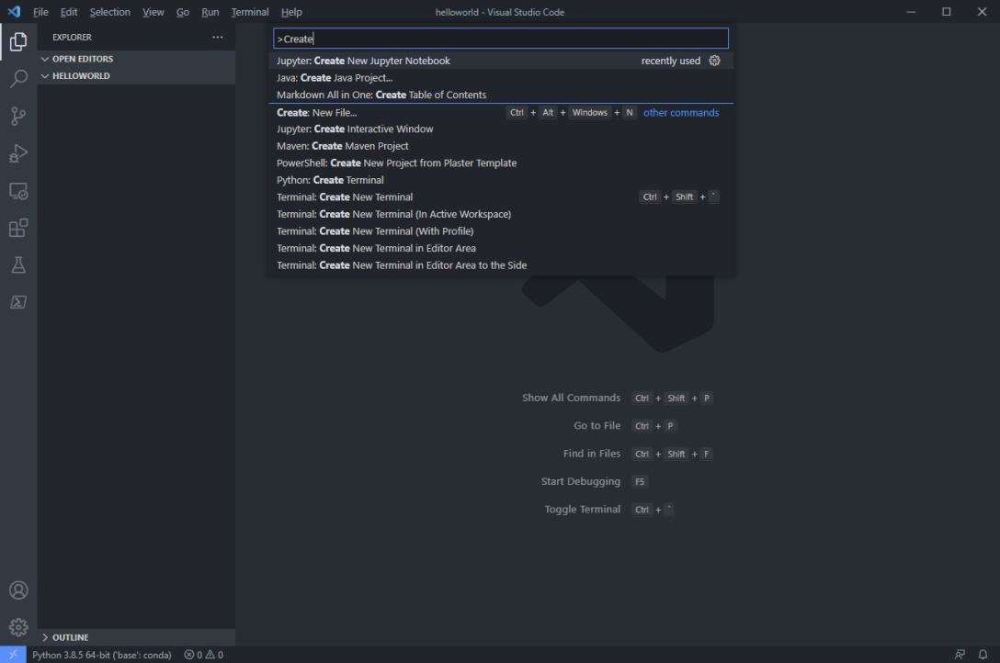 File Edit Selection View Go Run Terminal Help helloworld - Visual Studio Code
EXPLORER
OPEN EDITORS
HELLOWORLD
>Create
Jupyter: Create New Jupyter Notebook recently used
Java: Create Java Project...
Markdown All in One: Create Table of Contents
Create: New File... Ctrl + Alt + Windows + N other commands
Jupyter: Create Interactive Window
Maven: Create Maven Project
PowerShell: Create New Project from Plaster Template
Python: Create Terminal
Terminal: Create New Terminal Ctrl + Shift + `
Terminal: Create New Terminal (In Active Workspace)
Terminal: Create New Terminal (With Profile)
Terminal: Create New Terminal in Editor Area
Terminal: Create New Terminal in Editor Area to the Side
Show All Commands Ctrl + Shift + P
Go to File Ctrl + P
Find in Files Ctrl + Shift + F
Start Debugging F5
Toggle Terminal Ctrl + `
OUTLINE
Python 3.8.5 64-bit ('base': conda) 0 0